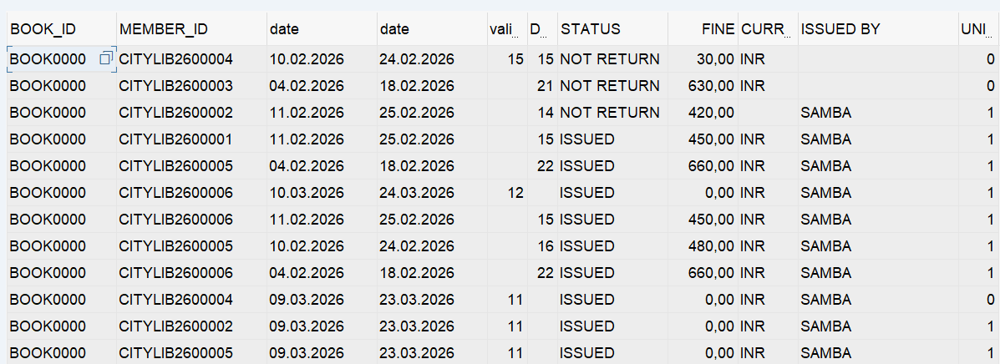 BOOK_ID MEMBER_ID date date vali... D... STATUS FINE CURR... ISSUED BY UNI...
BOOK0000 CITYLIB2600004 10.02.2026 24.02.2026 15 15 NOT RETURN 30,00 INR 0
BOOK0000 CITYLIB2600003 04.02.2026 18.02.2026 21 NOT RETURN 630,00 INR 0
BOOK0000 CITYLIB2600002 11.02.2026 25.02.2026 14 NOT RETURN 420,00 SAMBA 1
BOOK0000 CITYLIB2600001 11.02.2026 25.02.2026 15 ISSUED 450,00 INR SAMBA 1
BOOK0000 CITYLIB2600005 04.02.2026 18.02.2026 22 ISSUED 660,00 INR SAMBA 1
BOOK0000 CITYLIB2600006 10.03.2026 24.03.2026 12 ISSUED 0,00 INR SAMBA 1
BOOK0000 CITYLIB2600006 11.02.2026 25.02.2026 15 ISSUED 450,00 INR SAMBA 1
BOOK0000 CITYLIB2600005 10.02.2026 24.02.2026 16 ISSUED 480,00 INR SAMBA 1
BOOK0000 CITYLIB2600006 04.02.2026 18.02.2026 22 ISSUED 660,00 INR SAMBA 1
BOOK0000 CITYLIB2600004 09.03.2026 23.03.2026 11 ISSUED 0,00 INR SAMBA 0
BOOK0000 CITYLIB2600002 09.03.2026 23.03.2026 11 ISSUED 0,00 INR SAMBA 1
BOOK0000 CITYLIB2600005 09.03.2026 23.03.2026 11 ISSUED 0,00 INR SAMBA 1